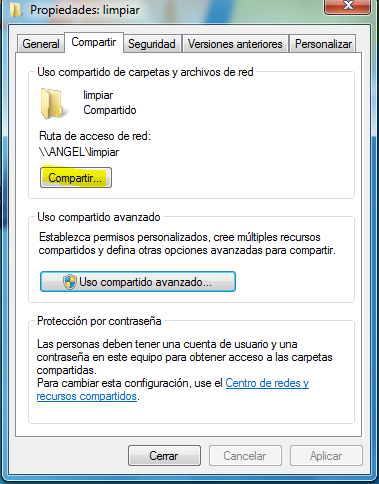 Propiedades: limpiar
General
Compartir
Seguridad
Versiones anteriores
Personalizar
Uso compartido de carpetas y archivos de red
limpiar
Compartido
Ruta de acceso de red:
\\ANGEL\limpiar
Compartir...
Uso compartido avanzado
Establezca permisos personalizados, cree múltiples recursos
compartidos y defina otras opciones avanzadas para compartir.
Uso compartido avanzado...
Protección por contraseña
Las personas deben tener una cuenta de usuario y una
contraseña en este equipo para obtener acceso a las carpetas
compartidas.
Para cambiar esta configuración, use el Centro de redes y
recursos compartidos.
Cerrar
Cancelar
Aplicar